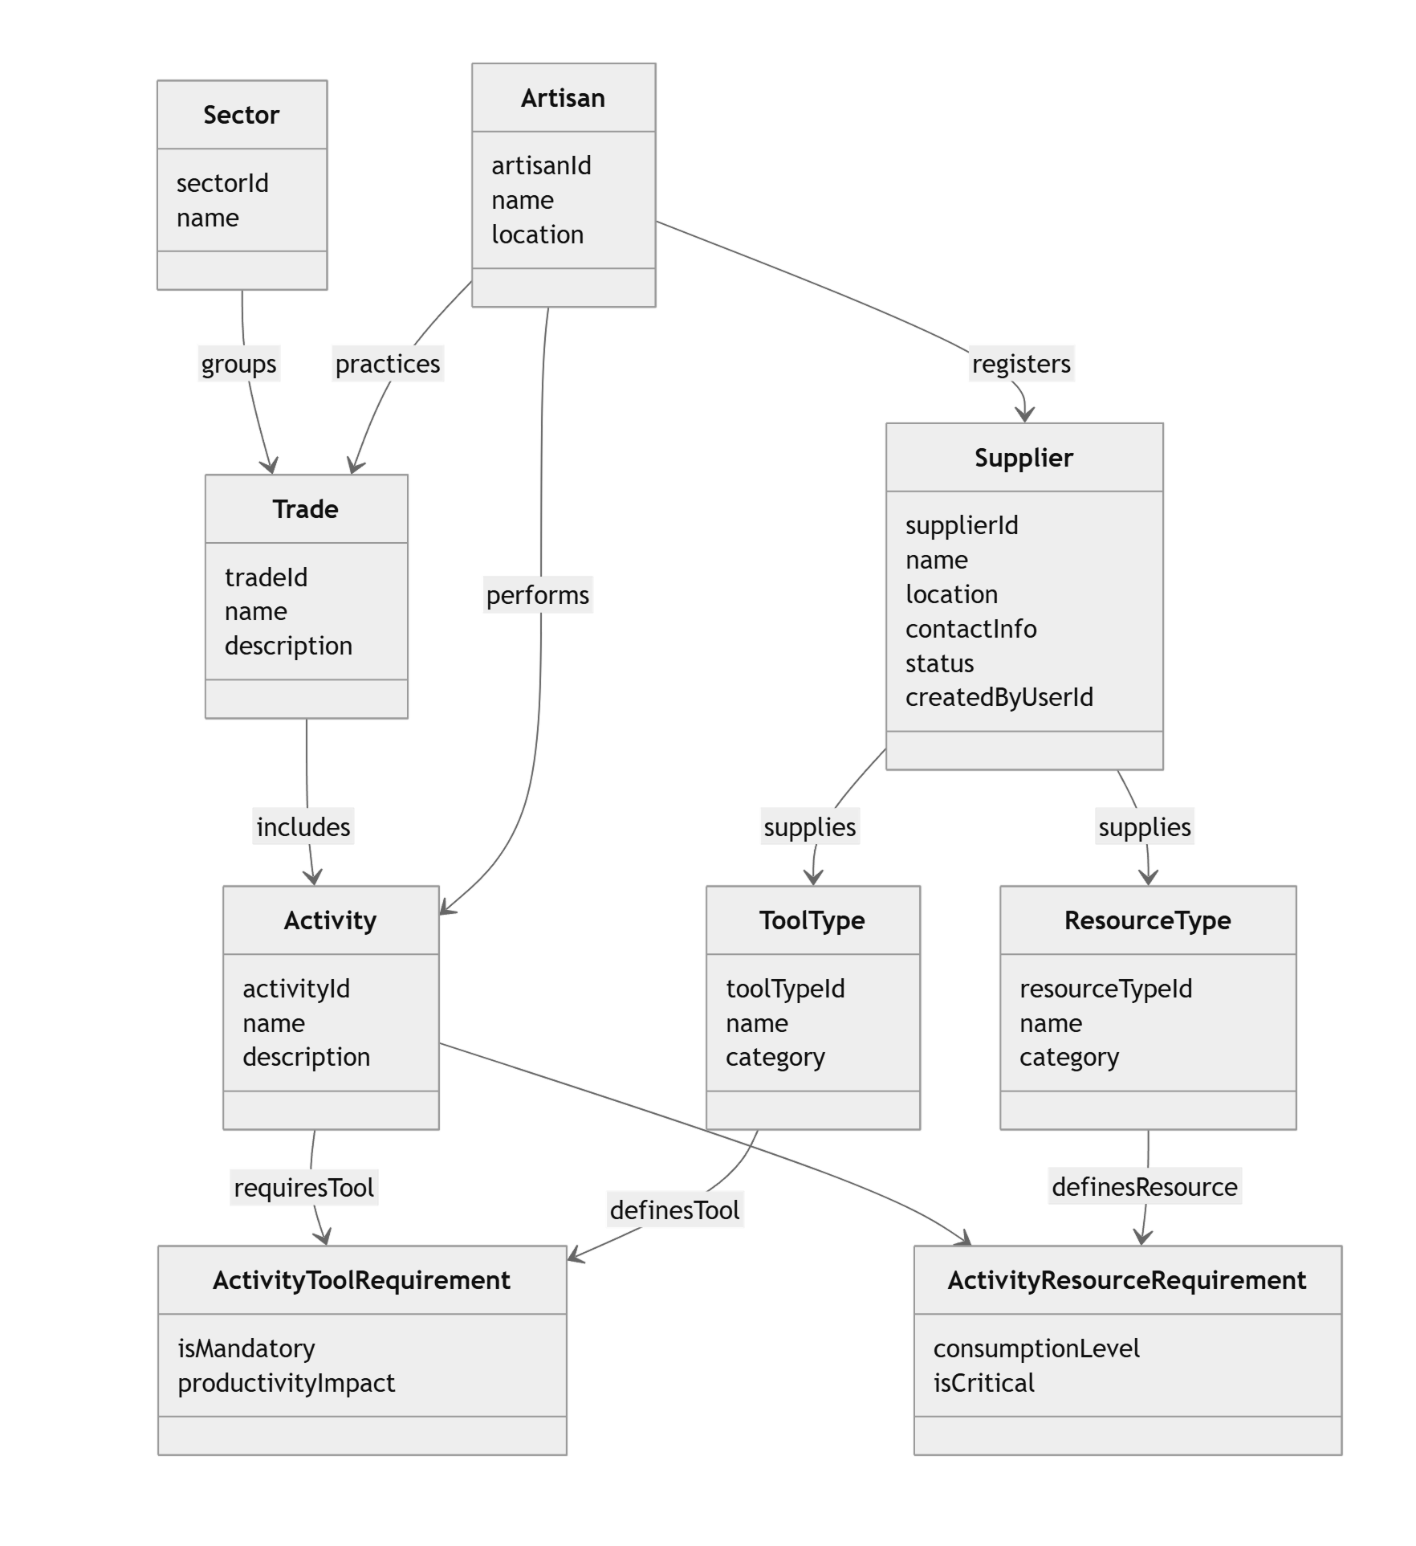 Sector
sectorId
name
Artisan
artisanId
name
location
groups
practices
registers
Trade
tradeId
name
description
performs
Supplier
supplierId
name
location
contactInfo
status
createdByUserId
includes
supplies
supplies
Activity
activityId
name
description
ToolType
toolTypeId
name
category
ResourceType
resourceTypeId
name
category
requiresTool
definesTool
definesResource
ActivityToolRequirement
isMandatory
productivityImpact
ActivityResourceRequirement
consumptionLevel
isCritical